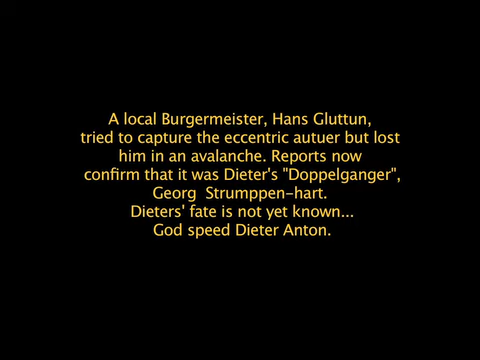 A local Burgermeister, Hans Gluttun,
tried to capture the eccentric autuer but lost
him in an avalanche. Reports now
confirm that it was Dieter's "Doppelganger",
Georg Strumppen-hart.
Dieters' fate is not yet known...
God speed Dieter Anton.